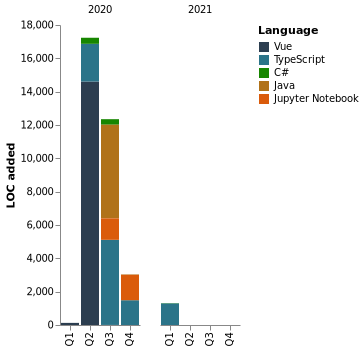 2020 2021
LOC added
18,000
16,000
14,000
12,000
10,000
8,000
6,000
4,000
2,000
0
Q1 Q2 Q3 Q4 Q1 Q2 Q3 Q4
Language
Vue
TypeScript
C#
Java
Jupyter Notebook